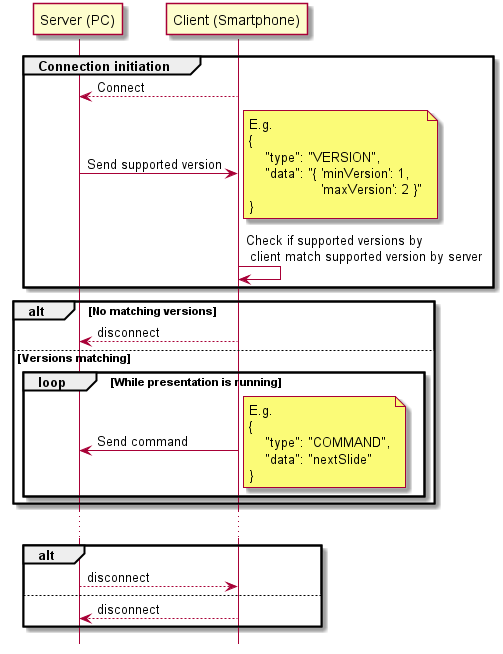 Server (PC)
Client (Smartphone)
Connection initiation
Connect
E.g.
{
"type": "VERSION",
Send supported version
"data": "{ 'minVersion': 1,
'maxVersion': 2 }"
}
Check if supported versions by
client match supported version by server
alt
[No matching versions]
disconnect
[Versions matching]
loop
[While presentation is running]
E.g.
{
"type": "COMMAND",
Send command
"data": "nextSlide"
}
alt
disconnect
disconnect